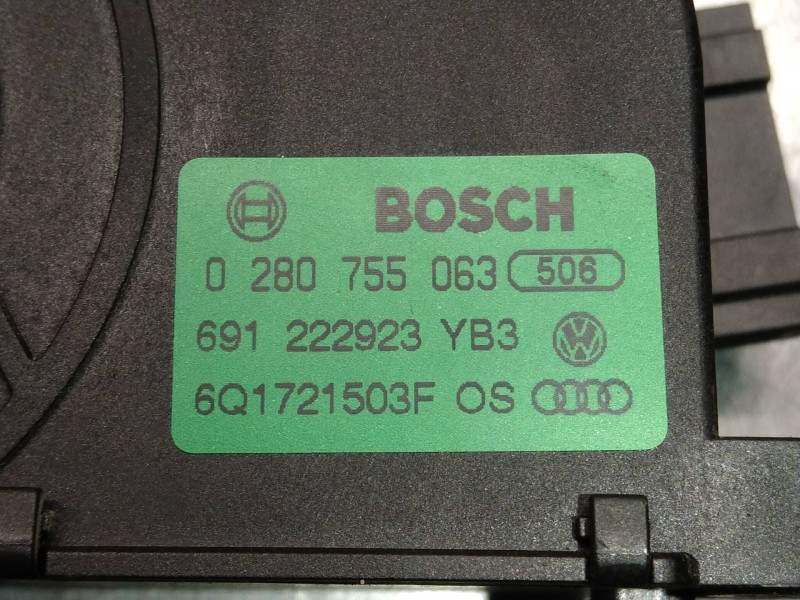 BOSCH
0 280 755 063 506
691 222923 YB3
6Q1721503F OS